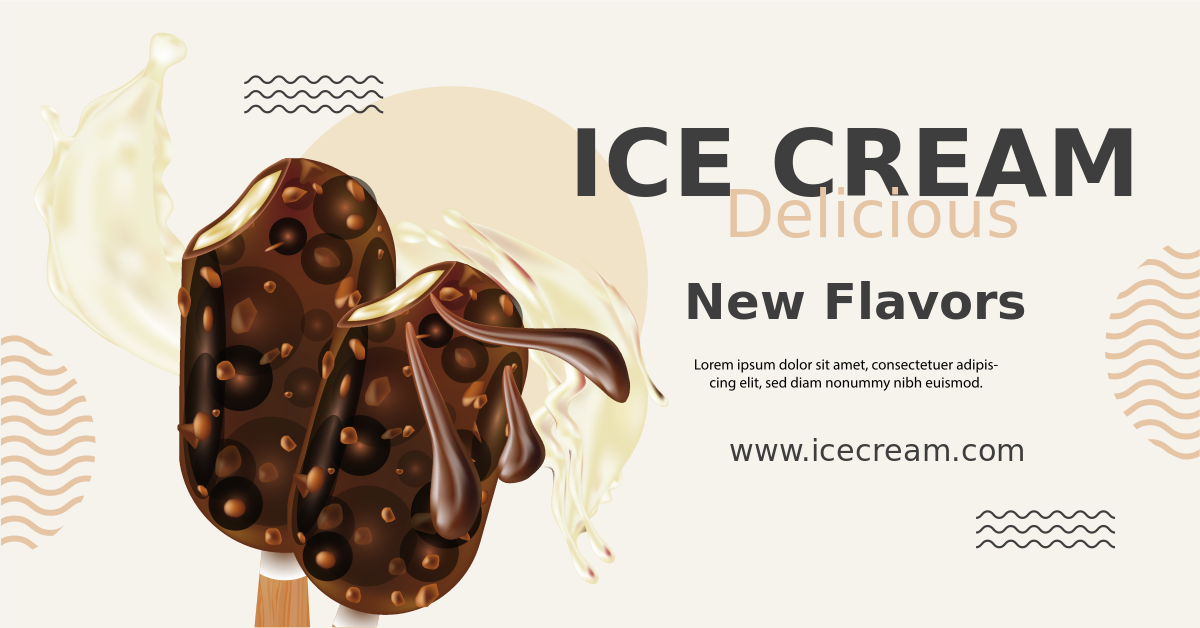 ICE CREAM
Delicious
New Flavors
Lorem ipsum dolor sit amet, consectetuer adipis-
cing elit, sed diam nonummy nibh euismod.
www.icecream.com